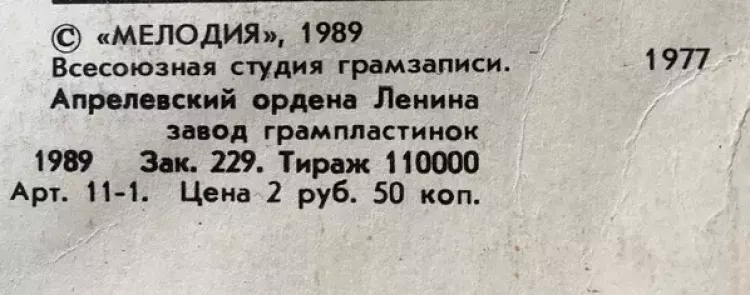 © «МЕЛОДИЯ», 1989
Всесоюзная студия грамзаписи. 1977
Апрелевский ордена Ленина
завод грампластинок
1989 Зак. 229. Тираж 110000
Арт. 11-1. Цена 2 руб. 50 коп.